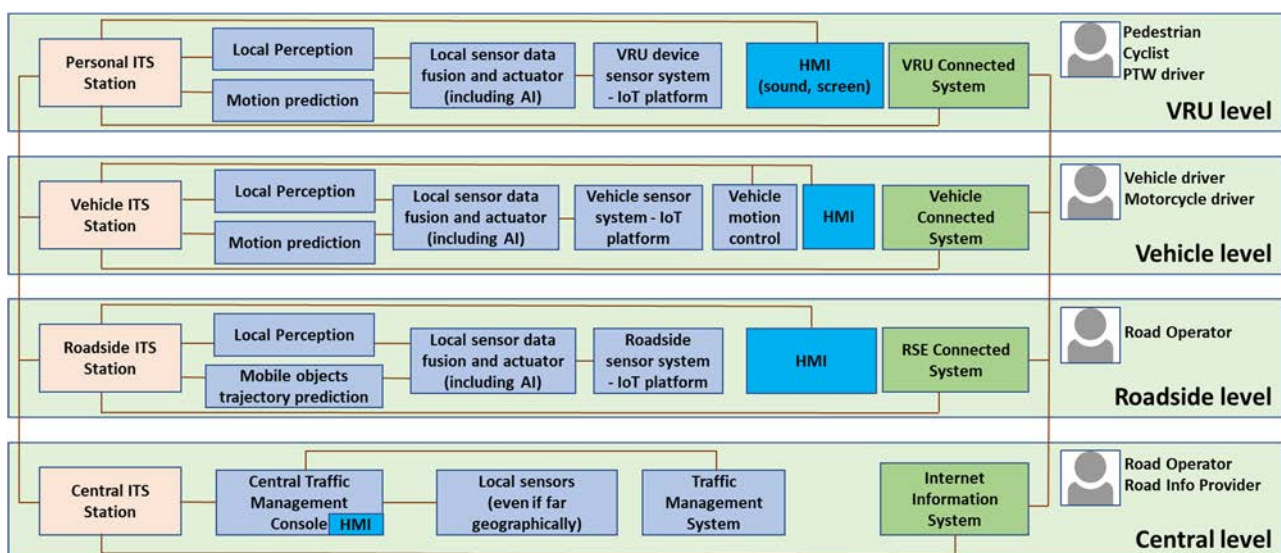 Personal ITS
Station
Local Perception
Motion prediction
Local sensor data
fusion and actuator
(including AI)
VRU device
sensor system
- IoT platform
HMI
(sound, screen)
VRU Connected
System
Pedestrian
Cyclist
PTW driver
VRU level
Vehicle ITS
Station
Local Perception
Motion prediction
Local sensor data
fusion and actuator
(including AI)
Vehicle sensor
system - IoT
platform
Vehicle
motion
control
HMI
Vehicle
Connected
System
Vehicle driver
Motorcycle driver
Vehicle level
Roadside ITS
Station
Local Perception
Mobile objects
trajectory prediction
Local sensor data
fusion and actuator
(including AI)
Roadside
sensor system
- IoT platform
HMI
RSE Connected
System
Road Operator
Roadside level
Central ITS
Station
Central Traffic
Management
Console
HMI
Local sensors
(even if far
geographically)
Traffic
Management
System
Internet
Information
System
Road Operator
Road Info Provider
Central level